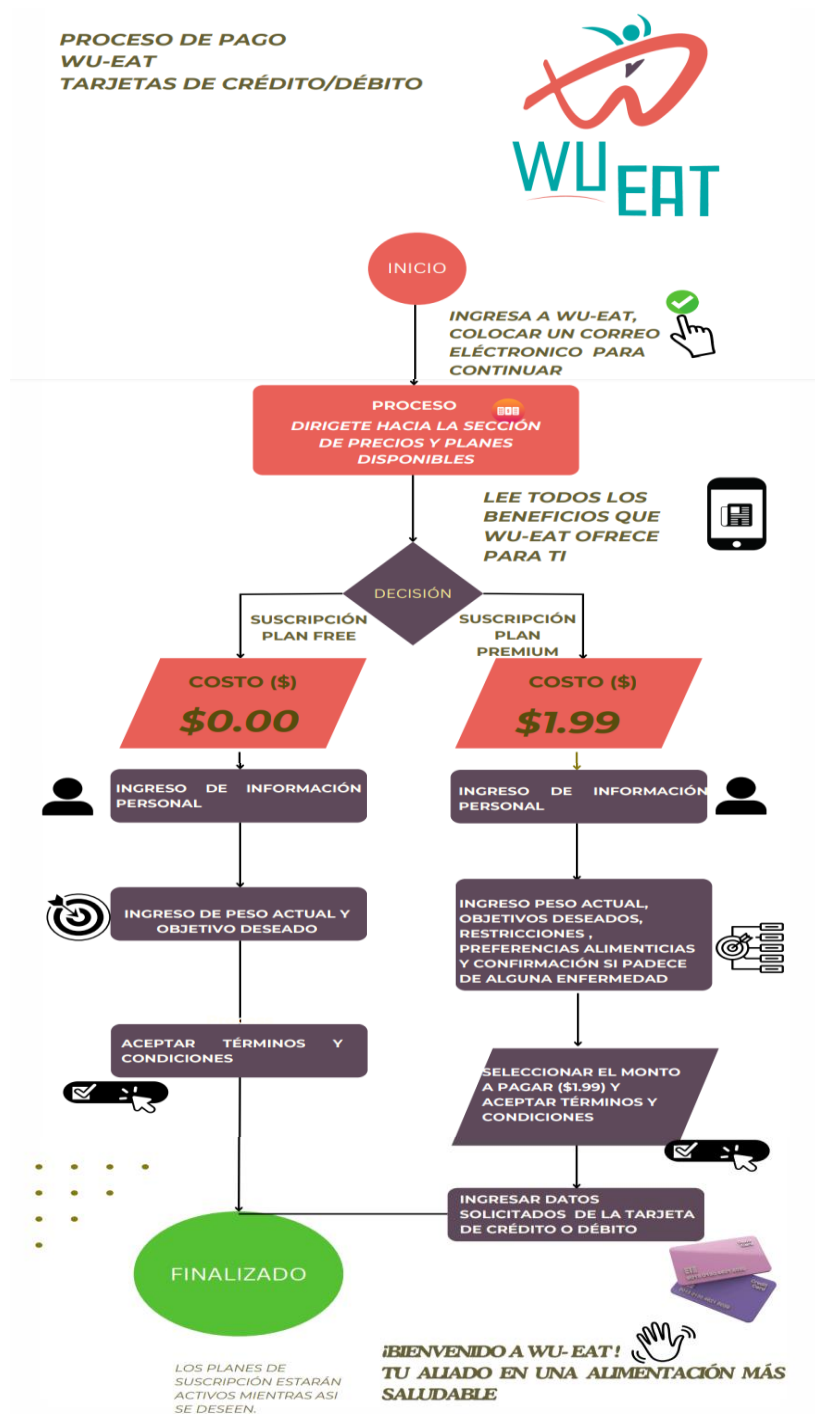 PROCESO DE PAGO
WU-EAT
TARJETAS DE CRÉDITO/DÉBITO
WU EAT
INICIO
INGRESA A WU-EAT,
COLOCAR UN CORREO
ELÉCTRONICO PARA
CONTINUAR
PROCESO
DIRIGETE HACIA LA SECCIÓN
DE PRECIOS Y PLANES
DISPONIBLES
LEE TODOS LOS
BENEFICIOS QUE
WU-EAT OFRECE
PARA TI
DECISIÓN
SUSCRIPCIÓN
PLAN FREE
SUSCRIPCIÓN
PLAN
PREMIUM
COSTO ($)
$0.00
COSTO ($)
$1.99
INGRESO DE INFORMACIÓN
PERSONAL
INGRESO DE INFORMACIÓN
PERSONAL
INGRESO DE PESO ACTUAL Y
OBJETIVO DESEADO
INGRESO PESO ACTUAL,
OBJETIVOS DESEADOS,
RESTRICCIONES ,
PREFERENCIAS ALIMENTICIAS
Y CONFIRMACIÓN SI PADECE
DE ALGUNA ENFERMEDAD
ACEPTAR TÉRMINOS Y
CONDICIONES
SELECCIONAR EL MONTO
A PAGAR ($1.99) Y
ACEPTAR TÉRMINOS Y
CONDICIONES
INGRESAR DATOS
SOLICITADOS DE LA TARJETA
DE CRÉDITO O DÉBITO
FINALIZADO
LOS PLANES DE
SUSCRIPCIÓN ESTARÁN
ACTIVOS MIENTRAS ASI
SE DESEEN.
¡BIENVENIDO A WU- EAT !
TU ALIADO EN UNA ALIMENTACIÓN MÁS
SALUDABLE